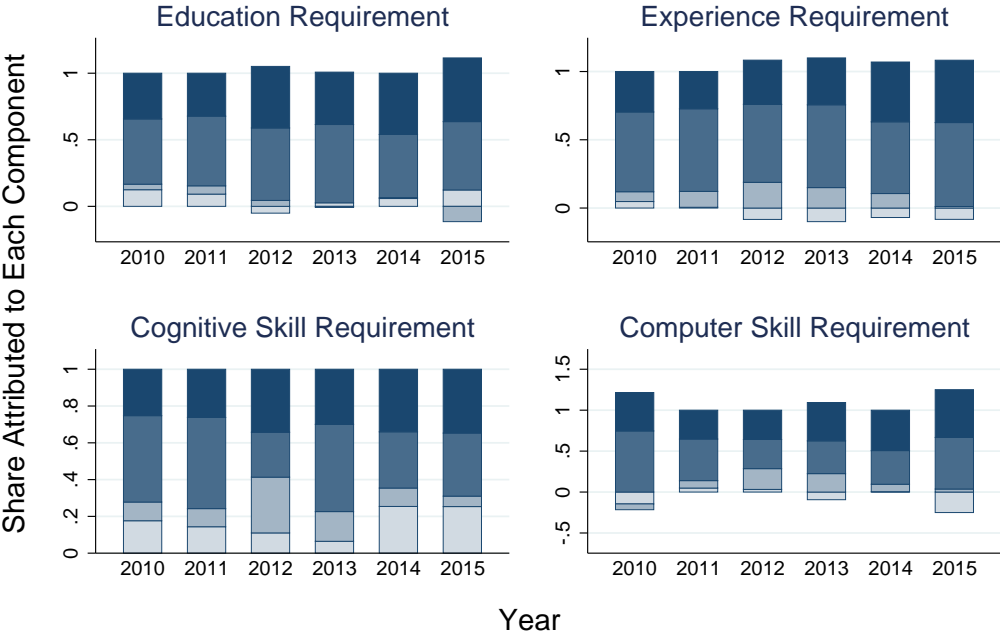 Share Attributed to Each Component
Education Requirement
1
.5
0
2010 2011 2012 2013 2014 2015
Experience Requirement
1
.5
0
2010 2011 2012 2013 2014 2015
Cognitive Skill Requirement
1
.8
.6
.4
.2
0
2010 2011 2012 2013 2014 2015
Computer Skill Requirement
1.5
1
.5
0
-.5
2010 2011 2012 2013 2014 2015
Year